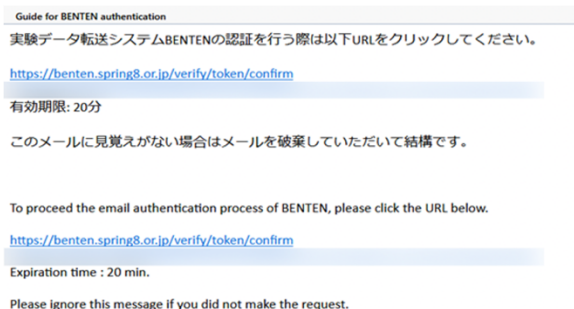 Guide for BENTEN authentication
実験データ転送システムBENTENの認証を行う際は以下URLをクリックしてください。
https://benten.spring8.or.jp/verify/token/confirm
有効期限: 20分
このメールに見覚えがない場合はメールを破棄していただいて結構です。
To proceed the email authentication process of BENTEN, please click the URL below.
https://benten.spring8.or.jp/verify/token/confirm
Expiration time : 20 min.
Please ignore this message if you did not make the request.